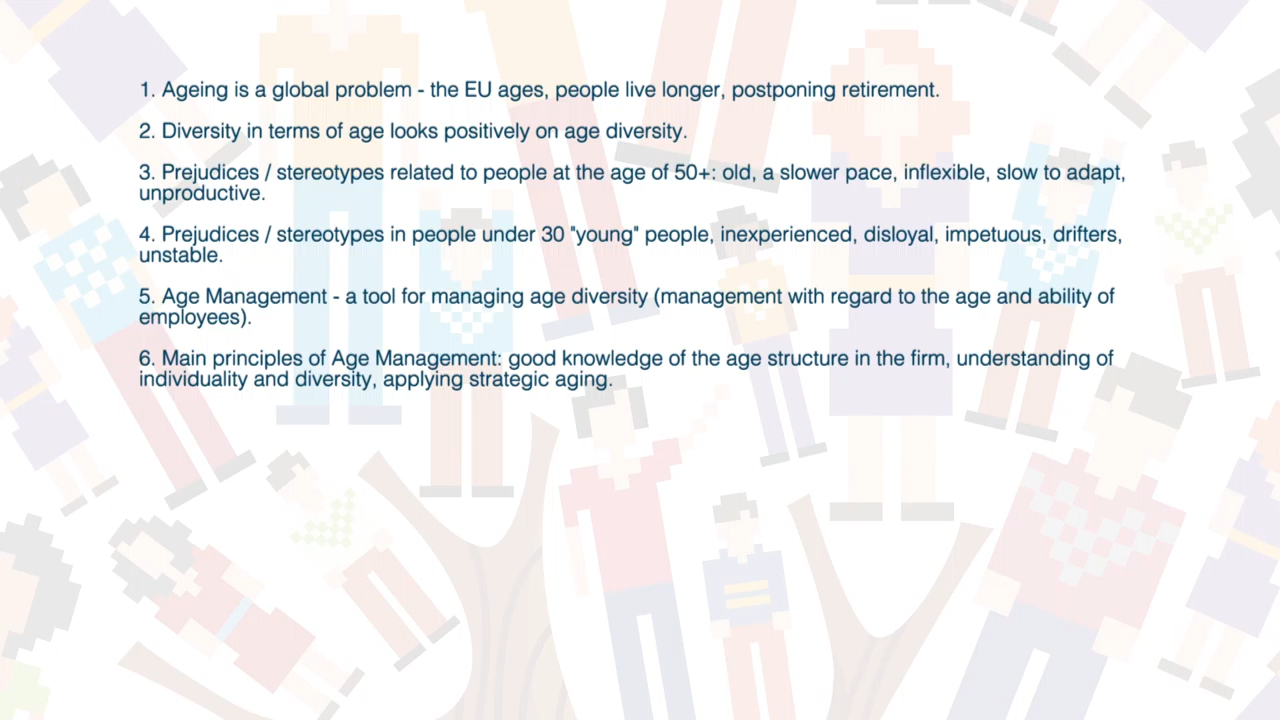 1. Ageing is a global problem - the EU ages, people live longer, postponing retirement.
2. Diversity in terms of age looks positively on age diversity.
3. Prejudices / stereotypes related to people at the age of 50+: old, a slower pace, inflexible, slow to adapt,
unproductive.
4. Prejudices / stereotypes in people under 30 "young" people, inexperienced, disloyal, impetuous, drifters,
unstable.
5. Age Management - a tool for managing age diversity (management with regard to the age and ability of
employees).
6. Main principles of Age Management: good knowledge of the age structure in the firm, understanding of
individuality and diversity, applying strategic aging.